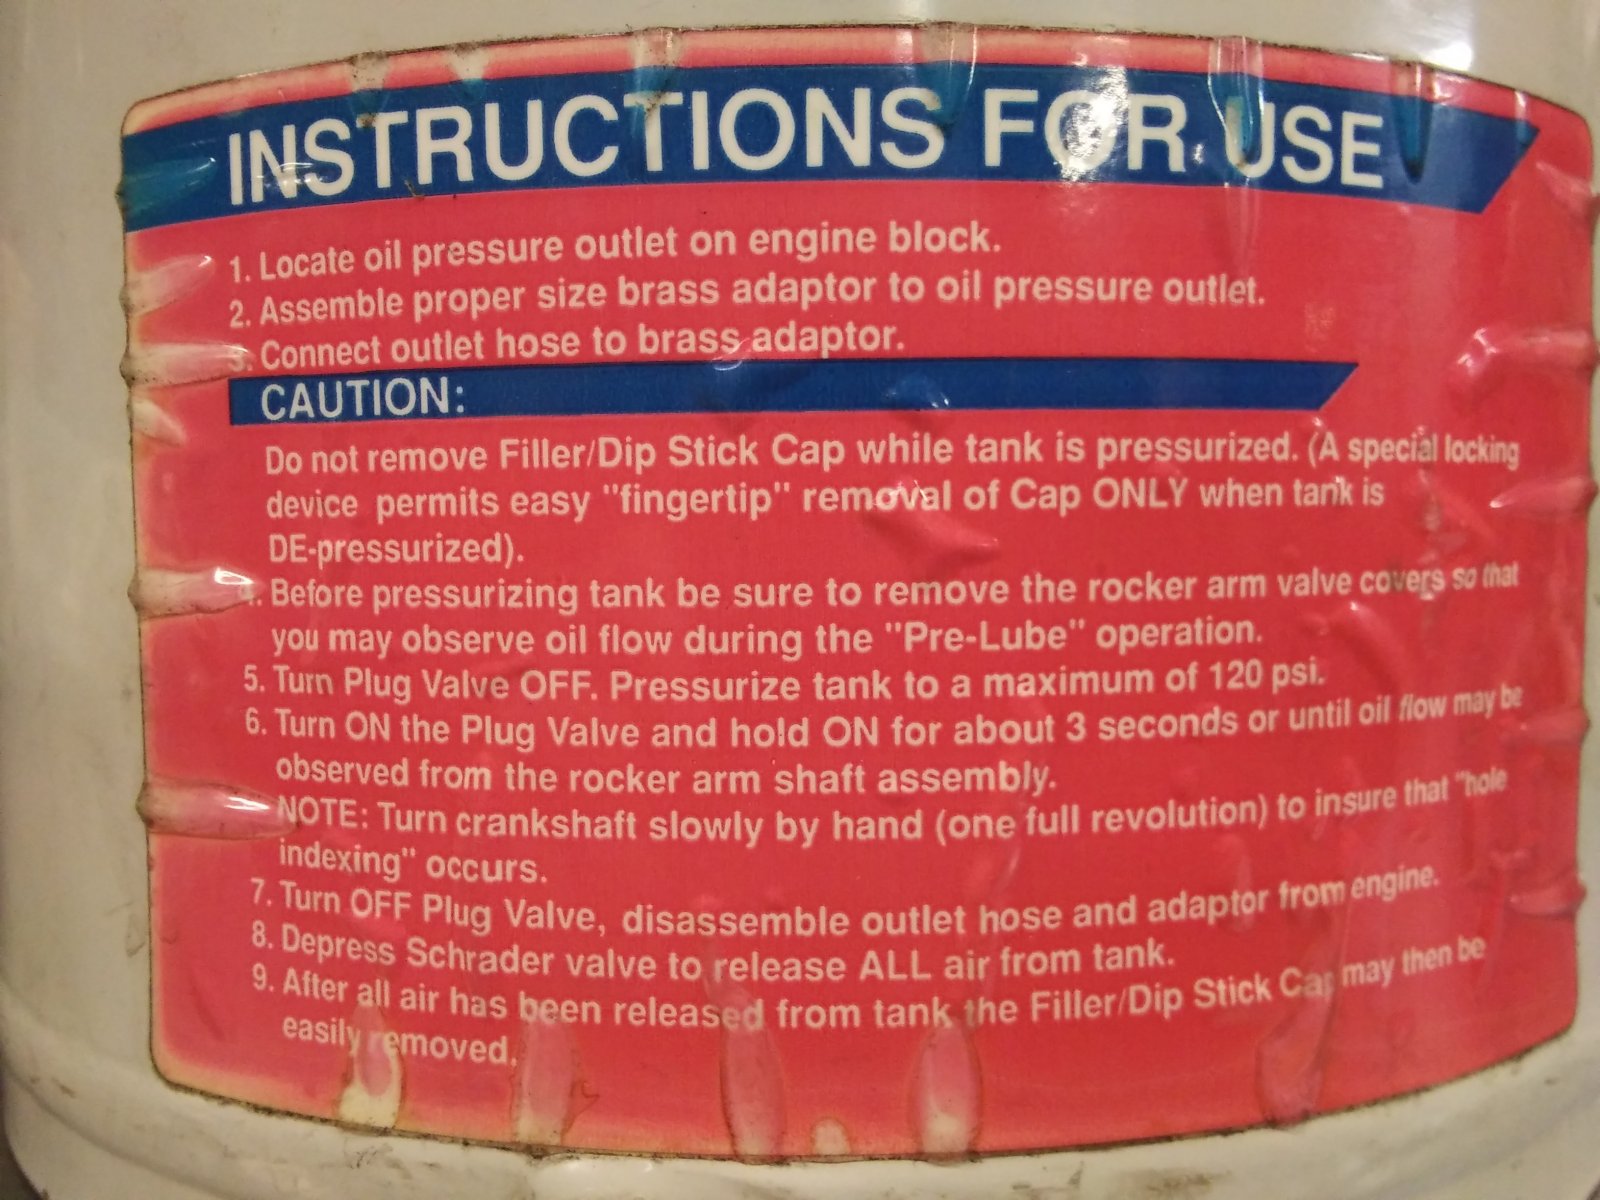 INSTRUCTIONS FOR USE
1. Locate oil pressure outlet on engine block.
2. Assemble proper size brass adaptor to oil pressure outlet.
3. Connect outlet hose to brass adaptor.
CAUTION:
Do not remove Filler/Dip Stick Cap while tank is pressurized. (A special locking
device permits easy "fingertip" removal of Cap ONLY when tank is
DE-pressurized).
4. Before pressurizing tank be sure to remove the rocker arm valve covers so that
you may observe oil flow during the "Pre-Lube" operation.
5. Turn Plug Valve OFF. Pressurize tank to a maximum of 120 psi.
6. Turn ON the Plug Valve and hold ON for about 3 seconds or until oil flow may be
observed from the rocker arm shaft assembly.
NOTE: Turn crankshaft slowly by hand (one full revolution) to insure that "hole
indexing" occurs.
7. Turn OFF Plug Valve, disassemble outlet hose and adaptor from engine.
8. Depress Schrader valve to release ALL air from tank.
9. After all air has been released from tank the Filler/Dip Stick Cap may then be
easily removed.